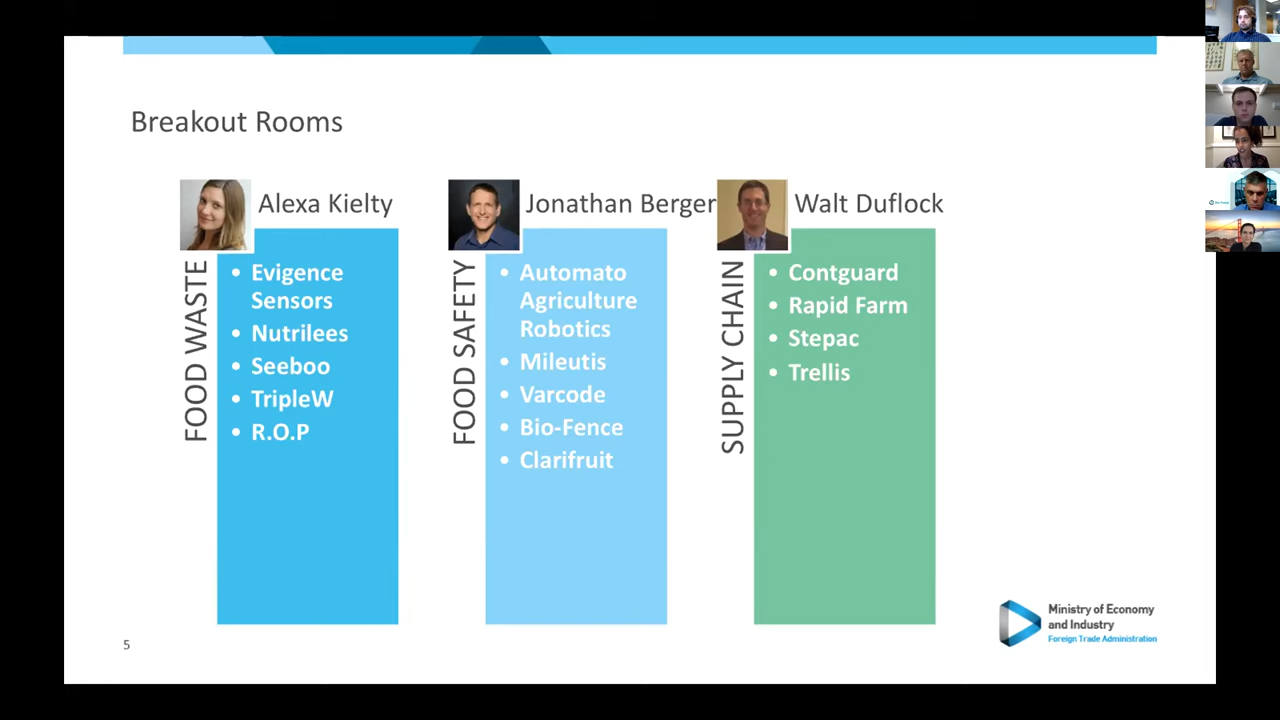 Breakout Rooms
Alexa Kielty
FOOD WASTE
• Evigence
Sensors
• Nutrilees
• Seeboo
• TripleW
• R.O.P
Jonathan Berger
FOOD SAFETY
• Automato
Agriculture
Robotics
• Mileutis
• Varcode
• Bio-Fence
• Clarifruit
Walt Duflock
SUPPLY CHAIN
• Contguard
• Rapid Farm
• Stepac
• Trellis
5
Ministry of Economy
and Industry
Foreign Trade Administration